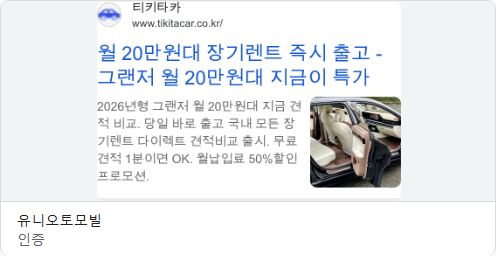 티키타카
www.tikitacar.co.kr/
월 20만원대 장기렌트 즉시 출고 -
그랜저 월 20만원대 지금이 특가
2026년형 그랜저 월 20만원대 지금 견
적 비교. 당일 바로 출고 국내 모든 장
기렌트 다이렉트 견적비교 출시. 무료
견적 1분이면 OK. 월납입료 50%할인
프로모션.
유니오토모빌
인증